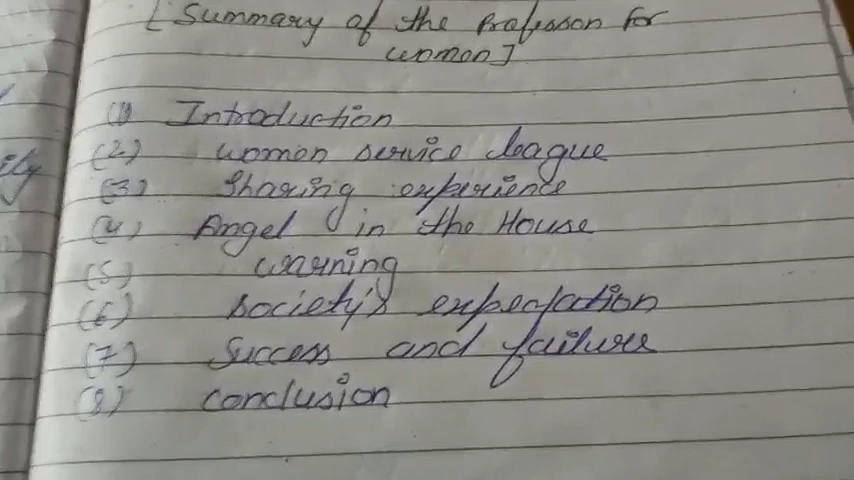 [Summary of the Profession for
women]
(1) Introduction
(2) women service league
(3) Sharing experience
(4) Angel in the House
(5) warning
(6) society's expectation
(7) Success and failure
(8) conclusion
ily